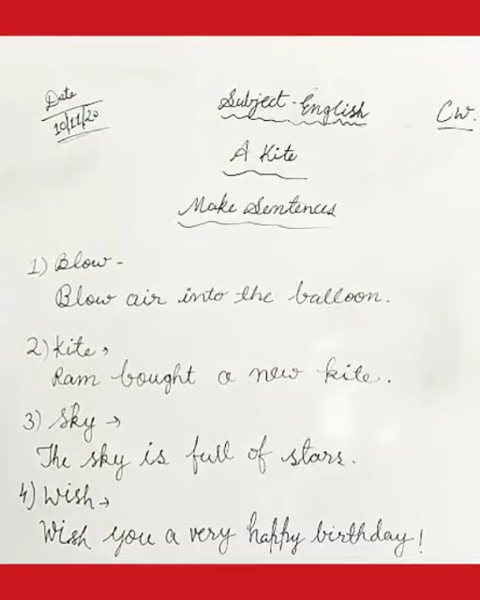 Date
10/11/20
Subject - English
C.W.
A Kite
Make Sentences
1) Blow -
Blow air into the balloon.
2) Kite →
Ram bought a new kite.
3) Sky →
The sky is full of stars.
4) Wish →
Wish you a very happy birthday!